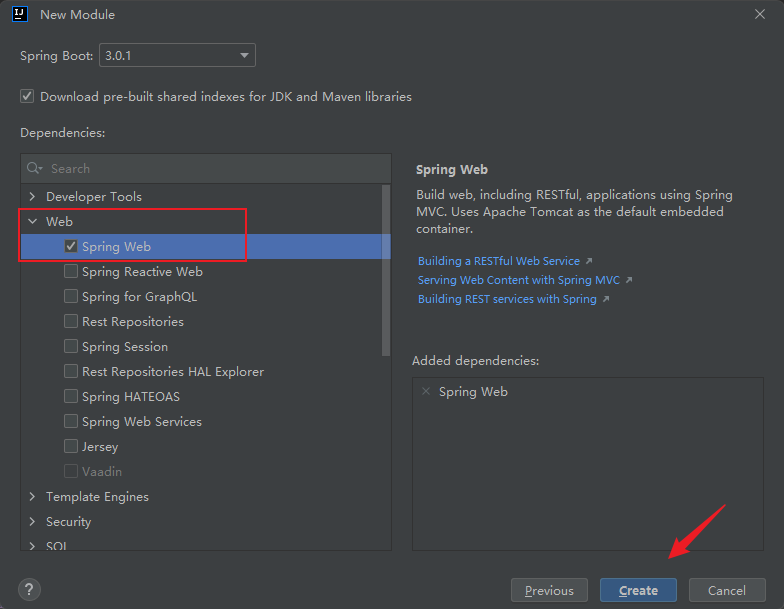 New Module
Spring Boot: 3.0.1
Download pre-built shared indexes for JDK and Maven libraries
Dependencies:
Search
Developer Tools
Web
Spring Web
Spring Reactive Web
Spring for GraphQL
Rest Repositories
Spring Session
Rest Repositories HAL Explorer
Spring HATEOAS
Spring Web Services
Jersey
Vaadin
Template Engines
Security
SQL
Spring Web
Build web, including RESTful, applications using Spring
MVC. Uses Apache Tomcat as the default embedded
container.
Building a RESTful Web Service
Serving Web Content with Spring MVC
Building REST services with Spring
Added dependencies:
Spring Web
?
Previous
Create
Cancel